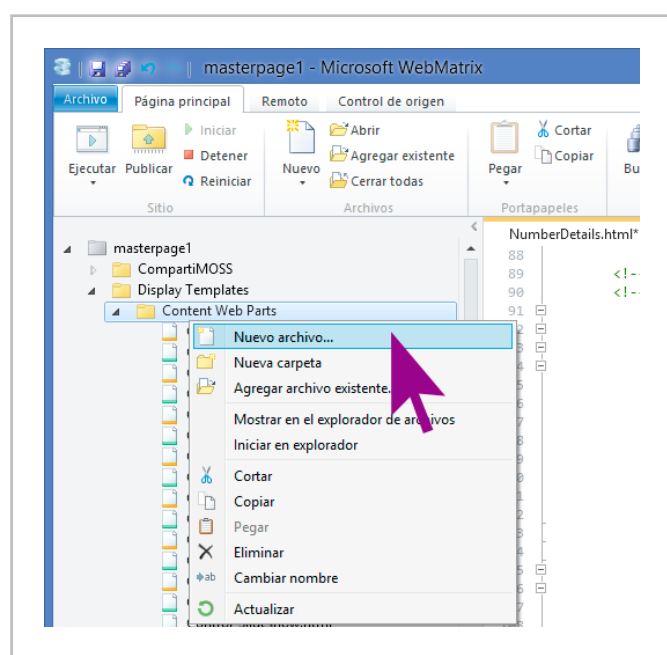 masterpage1 - Microsoft WebMatrix
Archivo Página principal Remoto Control de origen
Iniciar Abrir Cortar
Ejecutar Publicar Detener Nuevo Agregar existente Pegar Copiar
Reiniciar Cerrar todas
Sitio Archivos Portapapeles
NumberDetails.html*
masterpage1
88
CompartiMOSS
89 <!--
Display Templates
90 <!--
Content Web Parts
91
Nuevo archivo...
Nueva carpeta
Agregar archivo existente.
Mostrar en el explorador de archivos
Iniciar en explorador
Cortar
Copiar
Pegar
Eliminar
ab Cambiar nombre
Actualizar